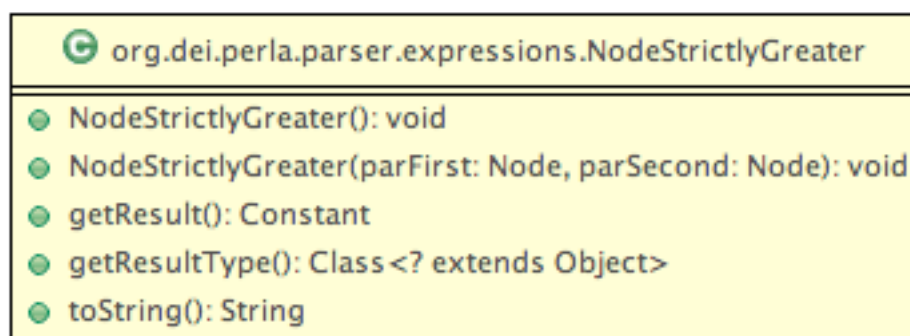 C org.dei.perla.parser.expressions.NodeStrictlyGreater
NodeStrictlyGreater(): void
NodeStrictlyGreater(parFirst: Node, parSecond: Node): void
getResult(): Constant
getResultType(): Class<? extends Object>
toString(): String